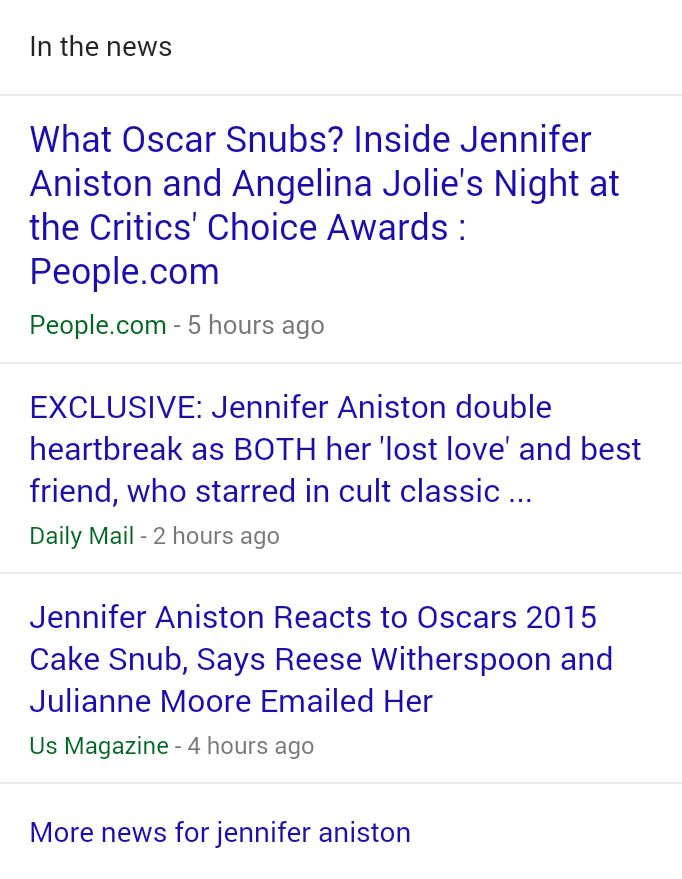 In the news
What Oscar Snubs? Inside Jennifer
Aniston and Angelina Jolie's Night at
the Critics' Choice Awards :
People.com
People.com - 5 hours ago
EXCLUSIVE: Jennifer Aniston double
heartbreak as BOTH her 'lost love' and best
friend, who starred in cult classic ...
Daily Mail - 2 hours ago
Jennifer Aniston Reacts to Oscars 2015
Cake Snub, Says Reese Witherspoon and
Julianne Moore Emailed Her
Us Magazine - 4 hours ago
More news for jennifer aniston